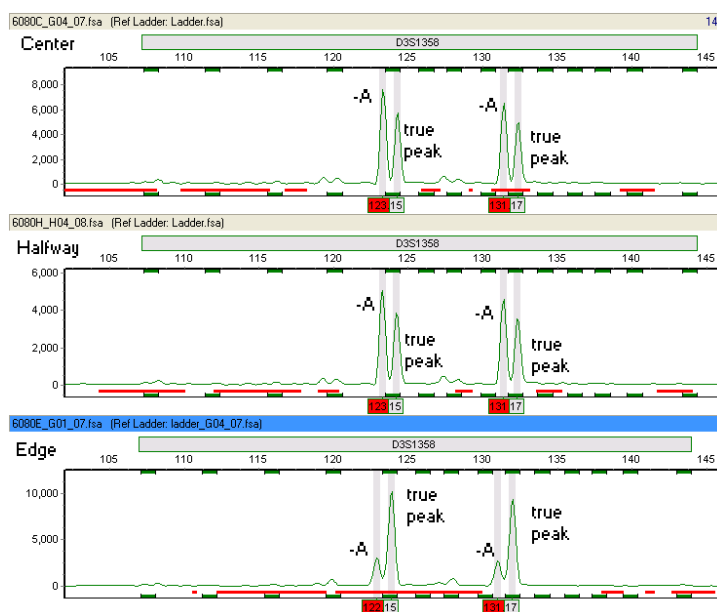 6080C_G04_07.fsa (Ref Ladder: Ladder.fsa) 14
D3S1358
Center
105 110 115 120 125 130 135 140 145
8,000
6,000
4,000
2,000
0
-A
true
peak
-A
true
peak
123 15 131 17
6080H_H04_08.fsa (Ref Ladder: Ladder.fsa)
D3S1358
Halfway
105 110 115 120 125 130 135 140 145
6,000
4,000
2,000
0
-A
true
peak
-A
true
peak
123 15 131 17
6080E_G01_07.fsa (Ref Ladder: ladder_G04_07.fsa)
D3S1358
Edge
105 110 115 120 125 130 135 140 145
10,000
5,000
0
-A
true
peak
-A
true
peak
122 15 131 17